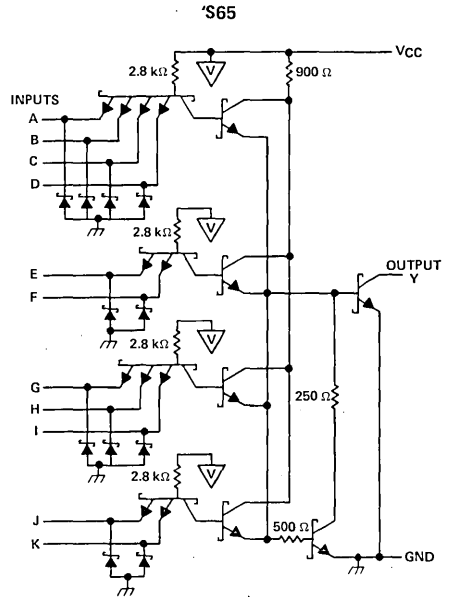 'S65
VCC
2.8 kΩ
V
900 Ω
INPUTS
A
B
C
D
2.8 kΩ
V
E
F
OUTPUT
Y
2.8 kΩ
V
G
H
I
250 Ω
2.8 kΩ
V
J
K
500 Ω
GND